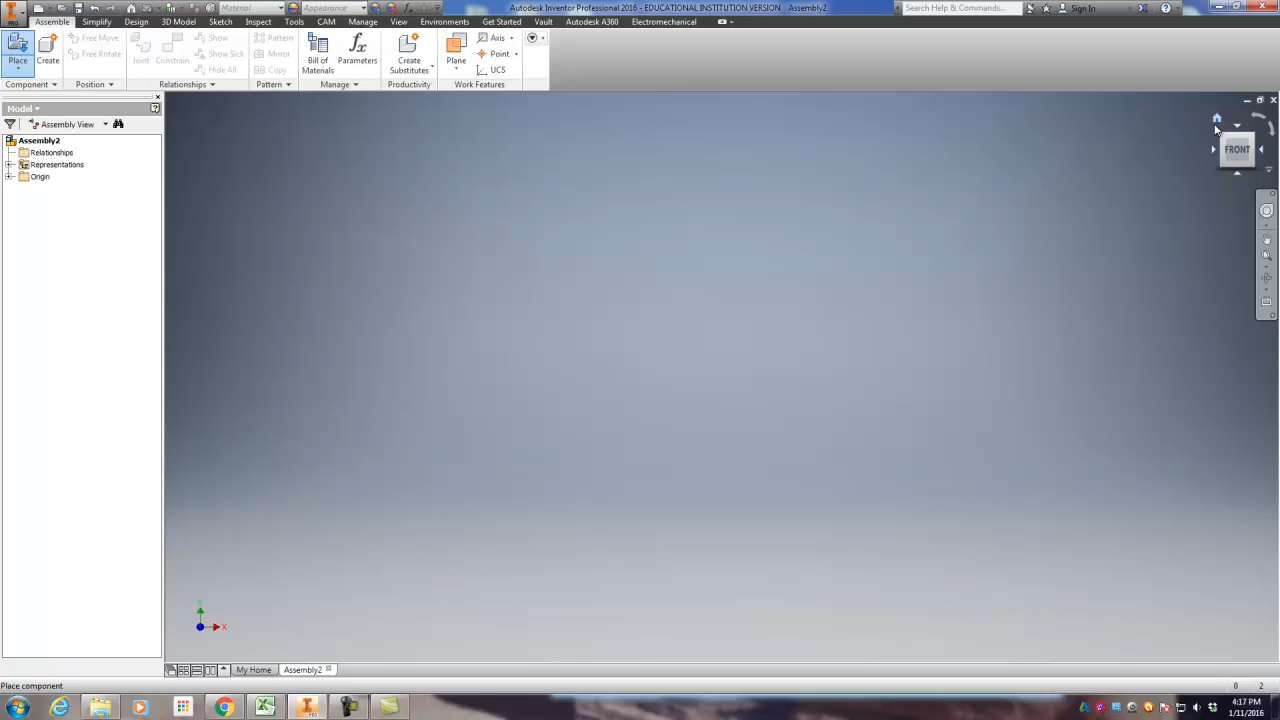 Material
Appearance
Autodesk Inventor Professional 2016 - EDUCATIONAL INSTITUTION VERSION Assembly2
Search Help & Commands...
Sign In
PRO
Assemble Simplify Design 3D Model Sketch Inspect Tools CAM Manage View Environments Get Started Vault Autodesk A360 Electromechanical
Place
Create
Free Move
Free Rotate
Joint
Constrain
Show
Show Sick
Hide All
Pattern
Mirror
Copy
Bill of Materials
Parameters
Create Substitutes
Plane
Axis
Point
UCS
Component Position Relationships Pattern Manage Productivity Work Features
Model
Assembly View
Assembly2
Relationships
Representations
Origin
FRONT
Y
X
My Home
Assembly2
Place component
0 2
PRO
4:17 PM
1/11/2016